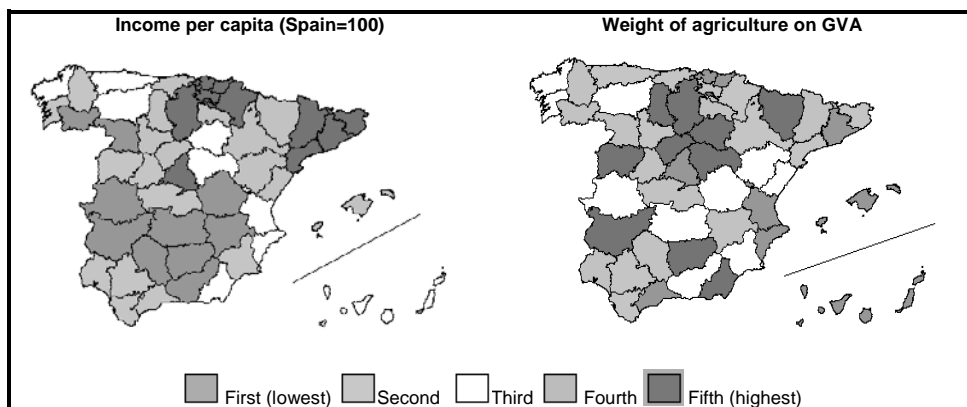 Income per capita (Spain=100)
Weight of agriculture on GVA
First (lowest) Second Third Fourth Fifth (highest)